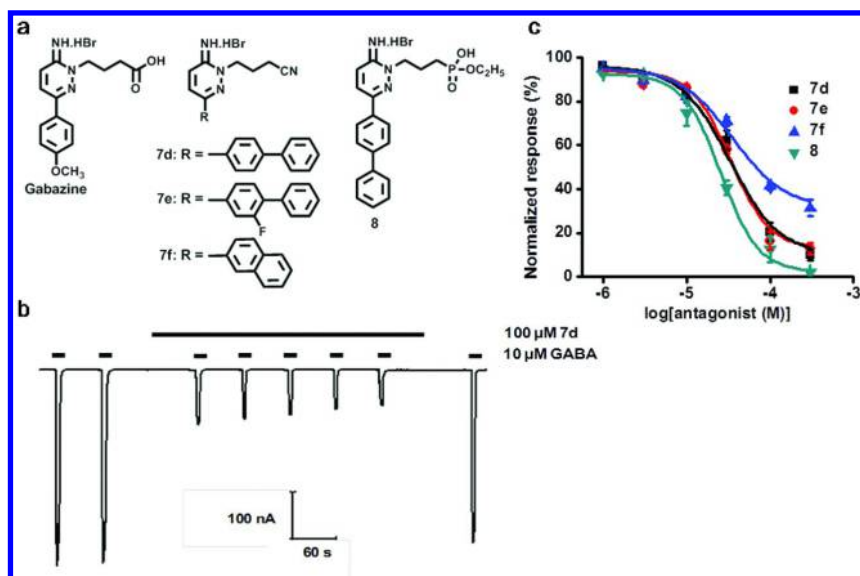 a
NH.HBr
N
N
OH
O
OCH₃
Gabazine
NH.HBr
N
N
CN
R
7d: R =
7e: R =
F
7f: R =
NH.HBr
N
N
OH
P
OC₂H₅
O
8
c
Normalized response (%)
100
80
60
40
20
0
-6
-5
-4
-3
log[antagonist (M)]
7d
7e
7f
8
b
100 µM 7d
10 µM GABA
100 nA
60 s